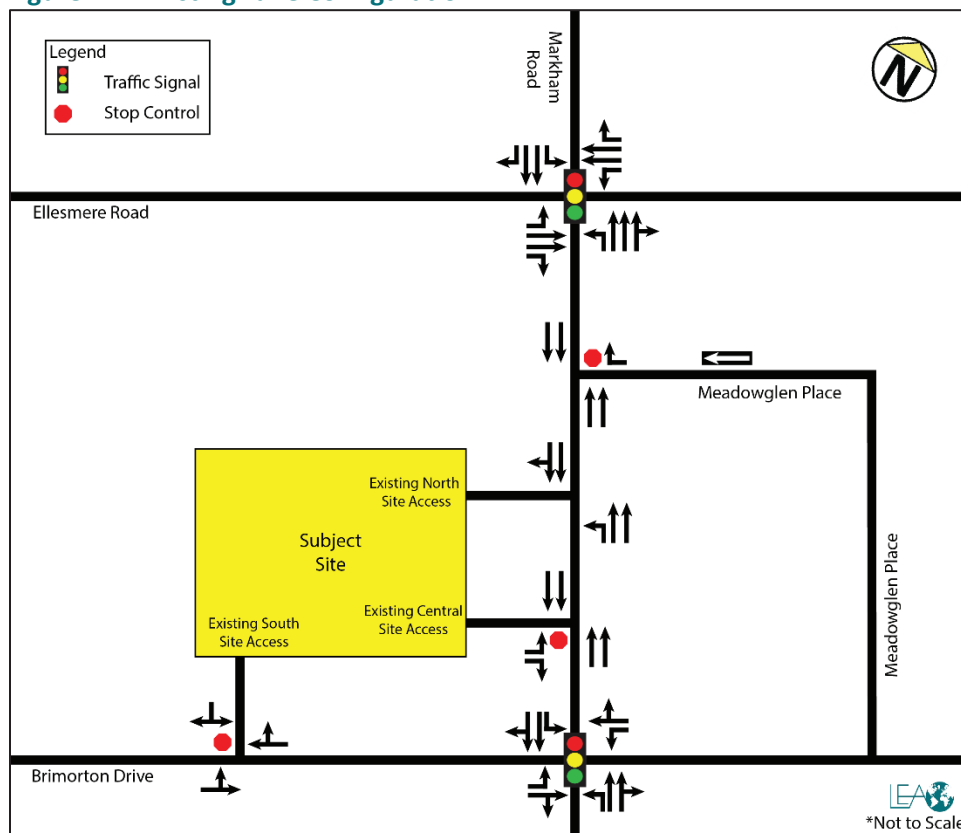 Legend
Traffic Signal
Stop Control
Markham
Road
N
Ellesmere Road
Meadowglen Place
Existing North
Site Access
Subject
Site
Existing Central
Site Access
Existing South
Site Access
Meadowglen Place
Brimorton Drive
LEA
*Not to Scale